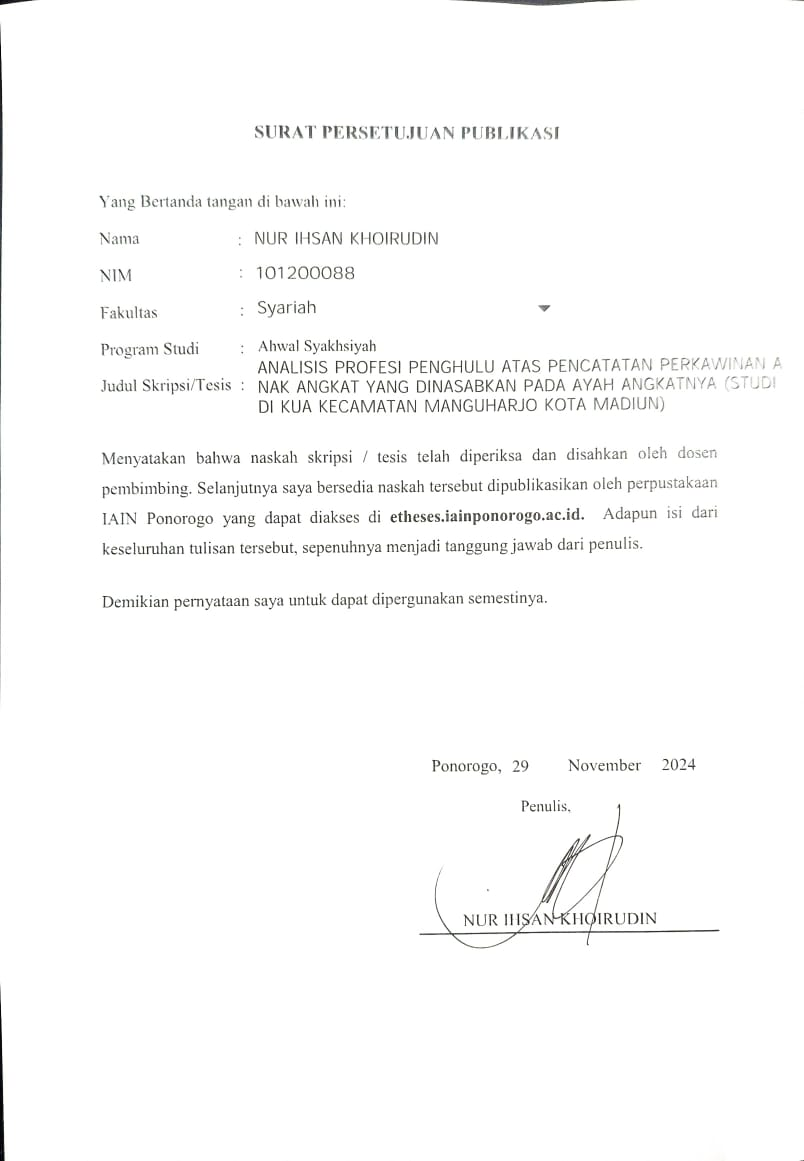 SURAT PERSETUJUAN PUBLIKASI
Yang Bertanda tangan di bawah ini:
Nama : NUR IHSAN KHOIRUDIN
NIM : 101200088
Fakultas : Syariah
Program Studi : Ahwal Syakhsiyah
ANALISIS PROFESI PENGHULU ATAS PENCATATAN PERKAWINAN A
Judul Skripsi/Tesis : NAK ANGKAT YANG DINASABKAN PADA AYAH ANGKATNYA (STUDI
DI KUA KECAMATAN MANGUHARJO KOTA MADIUN)
Menyatakan bahwa naskah skripsi / tesis telah diperiksa dan disahkan oleh dosen
pembimbing. Selanjutnya saya bersedia naskah tersebut dipublikasikan oleh perpustakaan
IAIN Ponorogo yang dapat diakses di etheses.iainponorogo.ac.id. Adapun isi dari
keseluruhan tulisan tersebut, sepenuhnya menjadi tanggung jawab dari penulis.
Demikian pernyataan saya untuk dapat dipergunakan semestinya.
Ponorogo, 29 November 2024
Penulis,
NUR IHSAN KHOIRUDIN